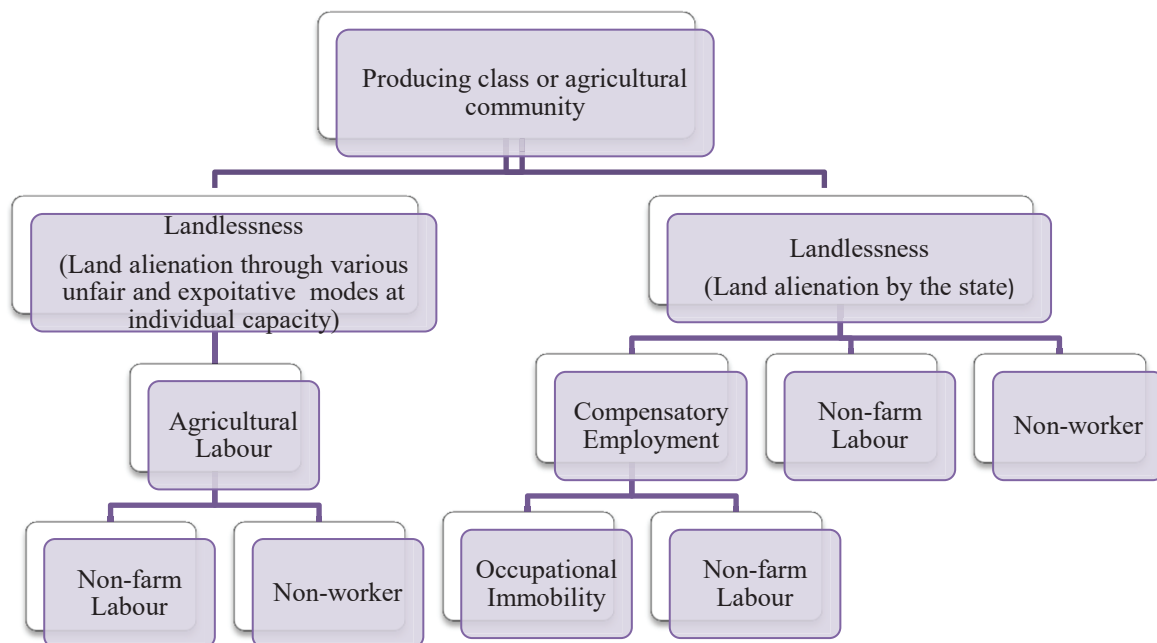 Producing class or agricultural
community
Landlessness
(Land alienation through various
unfair and expoitative modes at
individual capacity)
Landlessness
(Land alienation by the state)
Agricultural
Labour
Compensatory
Employment
Non-farm
Labour
Non-worker
Non-farm
Labour
Non-worker
Occupational
Immobility
Non-farm
Labour